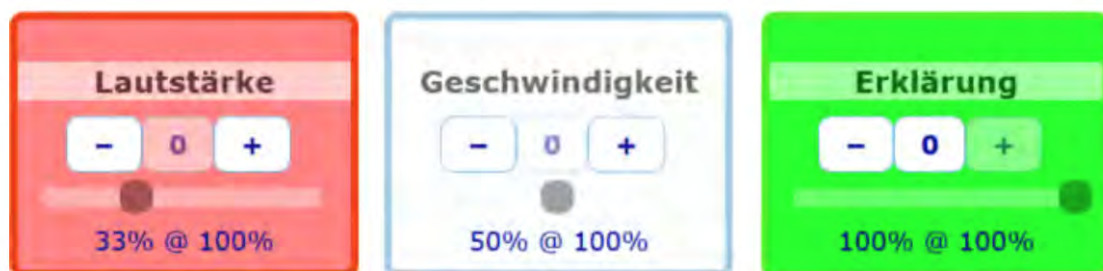 Lautstärke
− 0 +
33% @ 100%
Geschwindigkeit
− 0 +
50% @ 100%
Erklärung
− 0 +
100% @ 100%